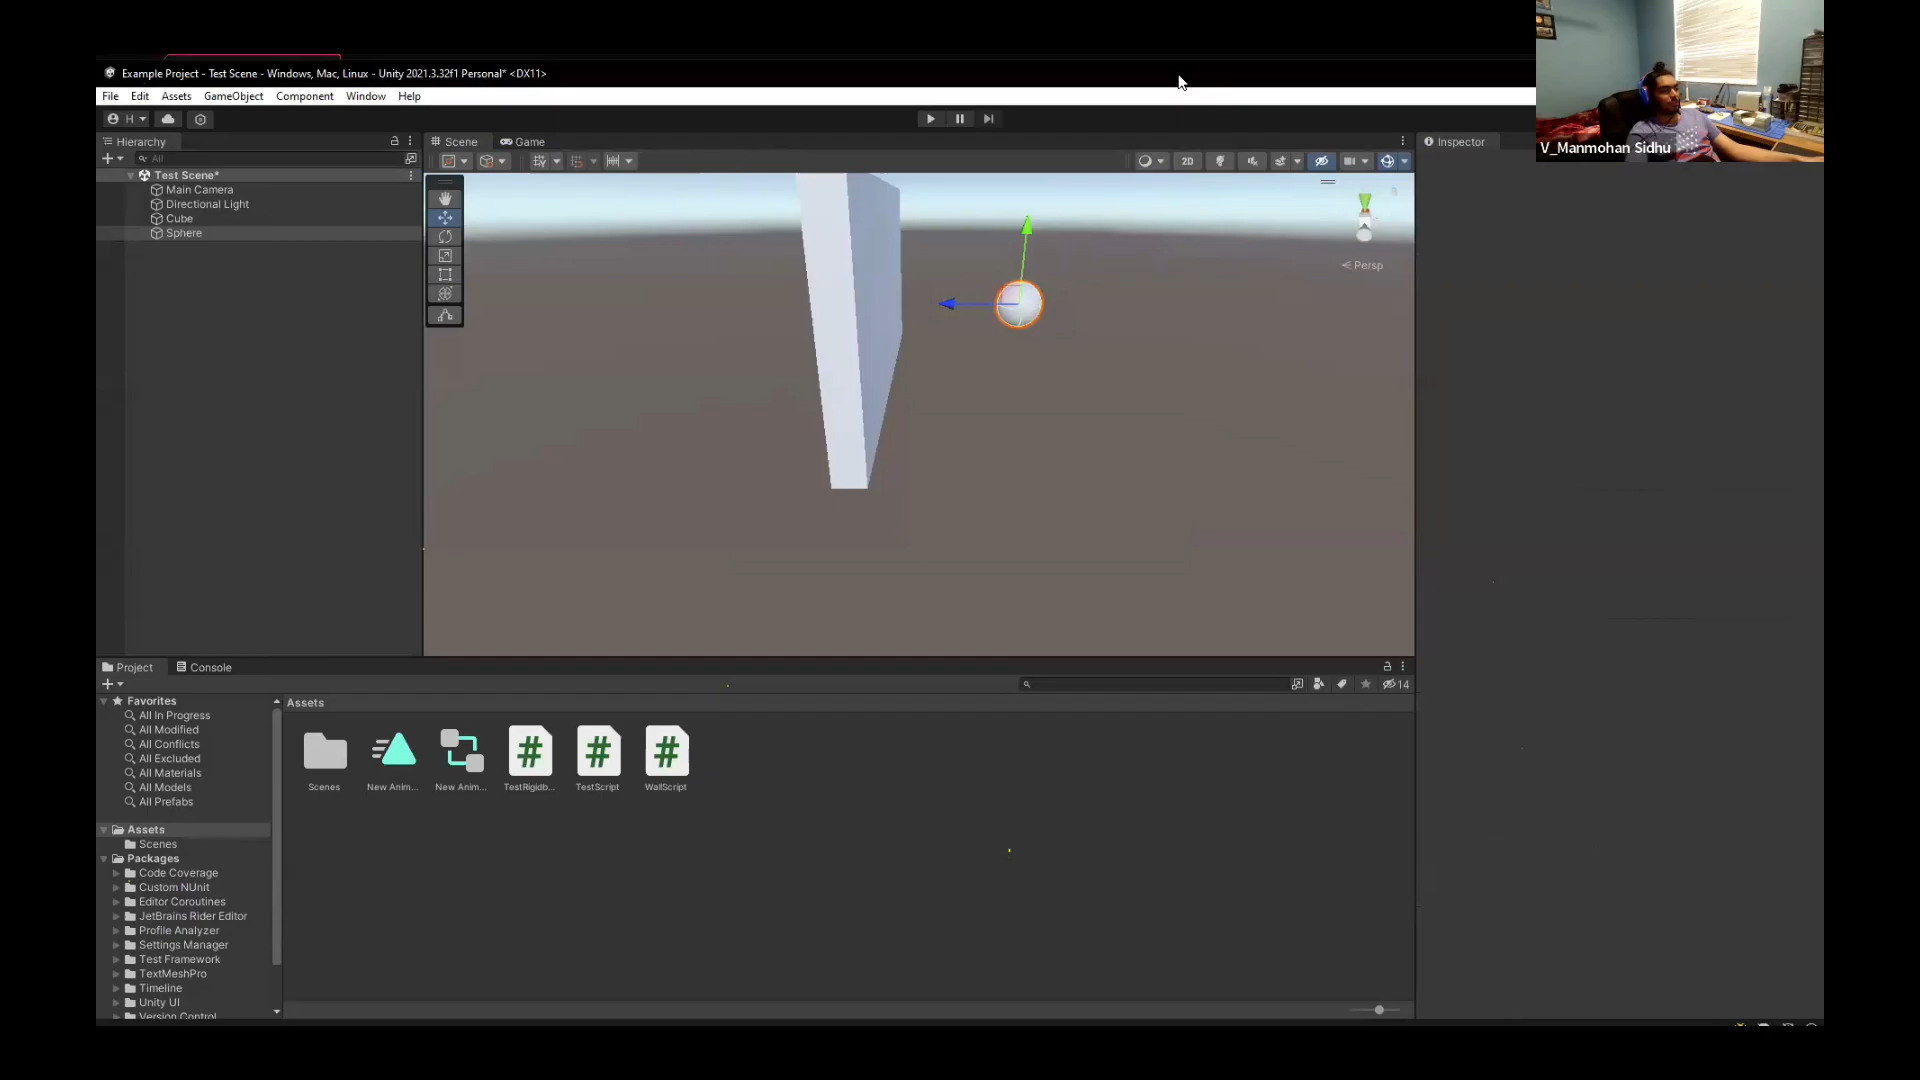 Example Project - Test Scene - Windows, Mac, Linux - Unity 2021.3.32f1 Personal* <DX11>
File Edit Assets GameObject Component Window Help
H
Hierarchy
Scene Game
Inspector
V_Manmohan Sidhu
All
2D
Test Scene*
Main Camera
Directional Light
Cube
Sphere
Persp
Project Console
14
Favorites
All In Progress
All Modified
All Conflicts
All Excluded
All Materials
All Models
All Prefabs
Assets
Scenes
Packages
Code Coverage
Custom NUnit
Editor Coroutines
JetBrains Rider Editor
Profile Analyzer
Settings Manager
Test Framework
TextMeshPro
Timeline
Unity UI
Version Control
Assets
# # #
Scenes New Anim... New Anim... TestRigidb... TestScript WallScript